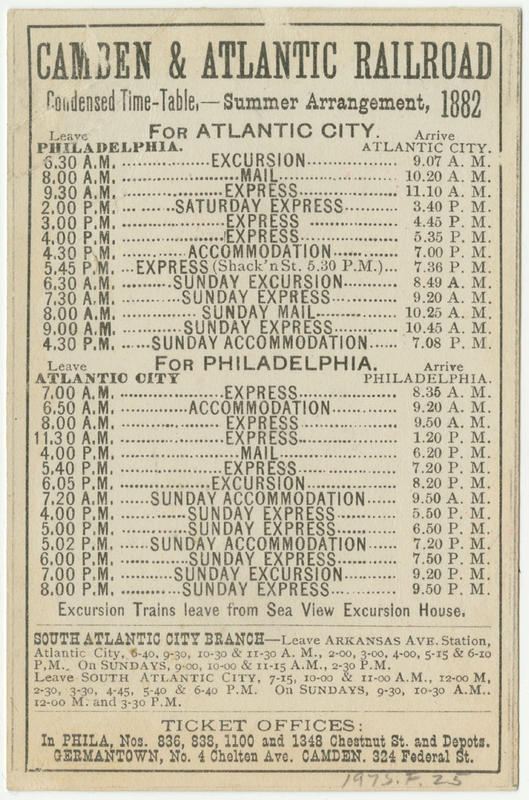 CAMDEN & ATLANTIC RAILROAD
Condensed Time-Table,—Summer Arrangement, 1882
FOR ATLANTIC CITY.
Leave Arrive
PHILADELPHIA. ATLANTIC CITY.
6.30 A.M. EXCURSION 9.07 A. M.
8.00 A.M. MAIL 10.20 A. M.
9.30 A.M. EXPRESS 11.10 A. M.
2.00 P.M. SATURDAY EXPRESS 3.40 P. M.
3.00 P.M. EXPRESS 4.45 P. M.
4.00 P.M. EXPRESS 5.35 P. M.
4.30 P.M. ACCOMMODATION 7.00 P. M.
5.45 P.M. EXPRESS (Shack'n St. 5.30 P.M.) 7.36 P. M.
6.30 A.M. SUNDAY EXCURSION 8.49 A. M.
7.30 A.M. SUNDAY EXPRESS 9.20 A. M.
8.00 A.M. SUNDAY MAIL 10.25 A. M.
9.00 A.M. SUNDAY EXPRESS 10.45 A. M.
4.30 P.M. SUNDAY ACCOMMODATION 7.08 P. M.
FOR PHILADELPHIA.
Leave Arrive
ATLANTIC CITY PHILADELPHIA.
7.00 A.M. EXPRESS 8.35 A. M.
6.50 A.M. ACCOMMODATION 9.20 A. M.
8.00 A.M. EXPRESS 9.50 A. M.
11.30 A.M. EXPRESS 1.20 P. M.
4.00 P.M. MAIL 6.20 P. M.
5.40 P.M. EXPRESS 7.20 P. M.
6.05 P.M. EXCURSION 8.20 P. M.
7.20 A.M. SUNDAY ACCOMMODATION 9.50 A. M.
4.00 P.M. SUNDAY EXPRESS 5.50 P. M.
5.00 P.M. SUNDAY EXPRESS 6.50 P. M.
5.02 P.M. SUNDAY ACCOMMODATION 7.20 P. M.
6.00 P.M. SUNDAY EXPRESS 7.50 P. M.
7.00 P.M. SUNDAY EXCURSION 9.20 P. M.
8.00 P.M. SUNDAY EXPRESS 9.50 P. M.
Excursion Trains leave from Sea View Excursion House.
SOUTH ATLANTIC CITY BRANCH—Leave ARKANSAS AVE. Station,
Atlantic City, 6-40, 9-30, 10-30 & 11-30 A. M., 2-00, 3-00, 4-00, 5-15 & 6-10
P.M.. On SUNDAYS, 9-00, 10-00 & 11-15 A.M., 2-30 P.M.
Leave SOUTH ATLANTIC CITY, 7-15, 10-00 & 11-00 A.M., 12-00 M,
2-30, 3-30, 4-45, 5-40 & 6-40 P.M. On SUNDAYS, 9-30, 10-30 A.M..
12-00 M. and 3-30 P.M.
TICKET OFFICES:
In PHILA, Nos. 836, 838, 1100 and 1348 Chestnut St. and Depots.
GERMANTOWN, No. 4 Chelten Ave. CAMDEN. 324 Federal St.
1975.F.25